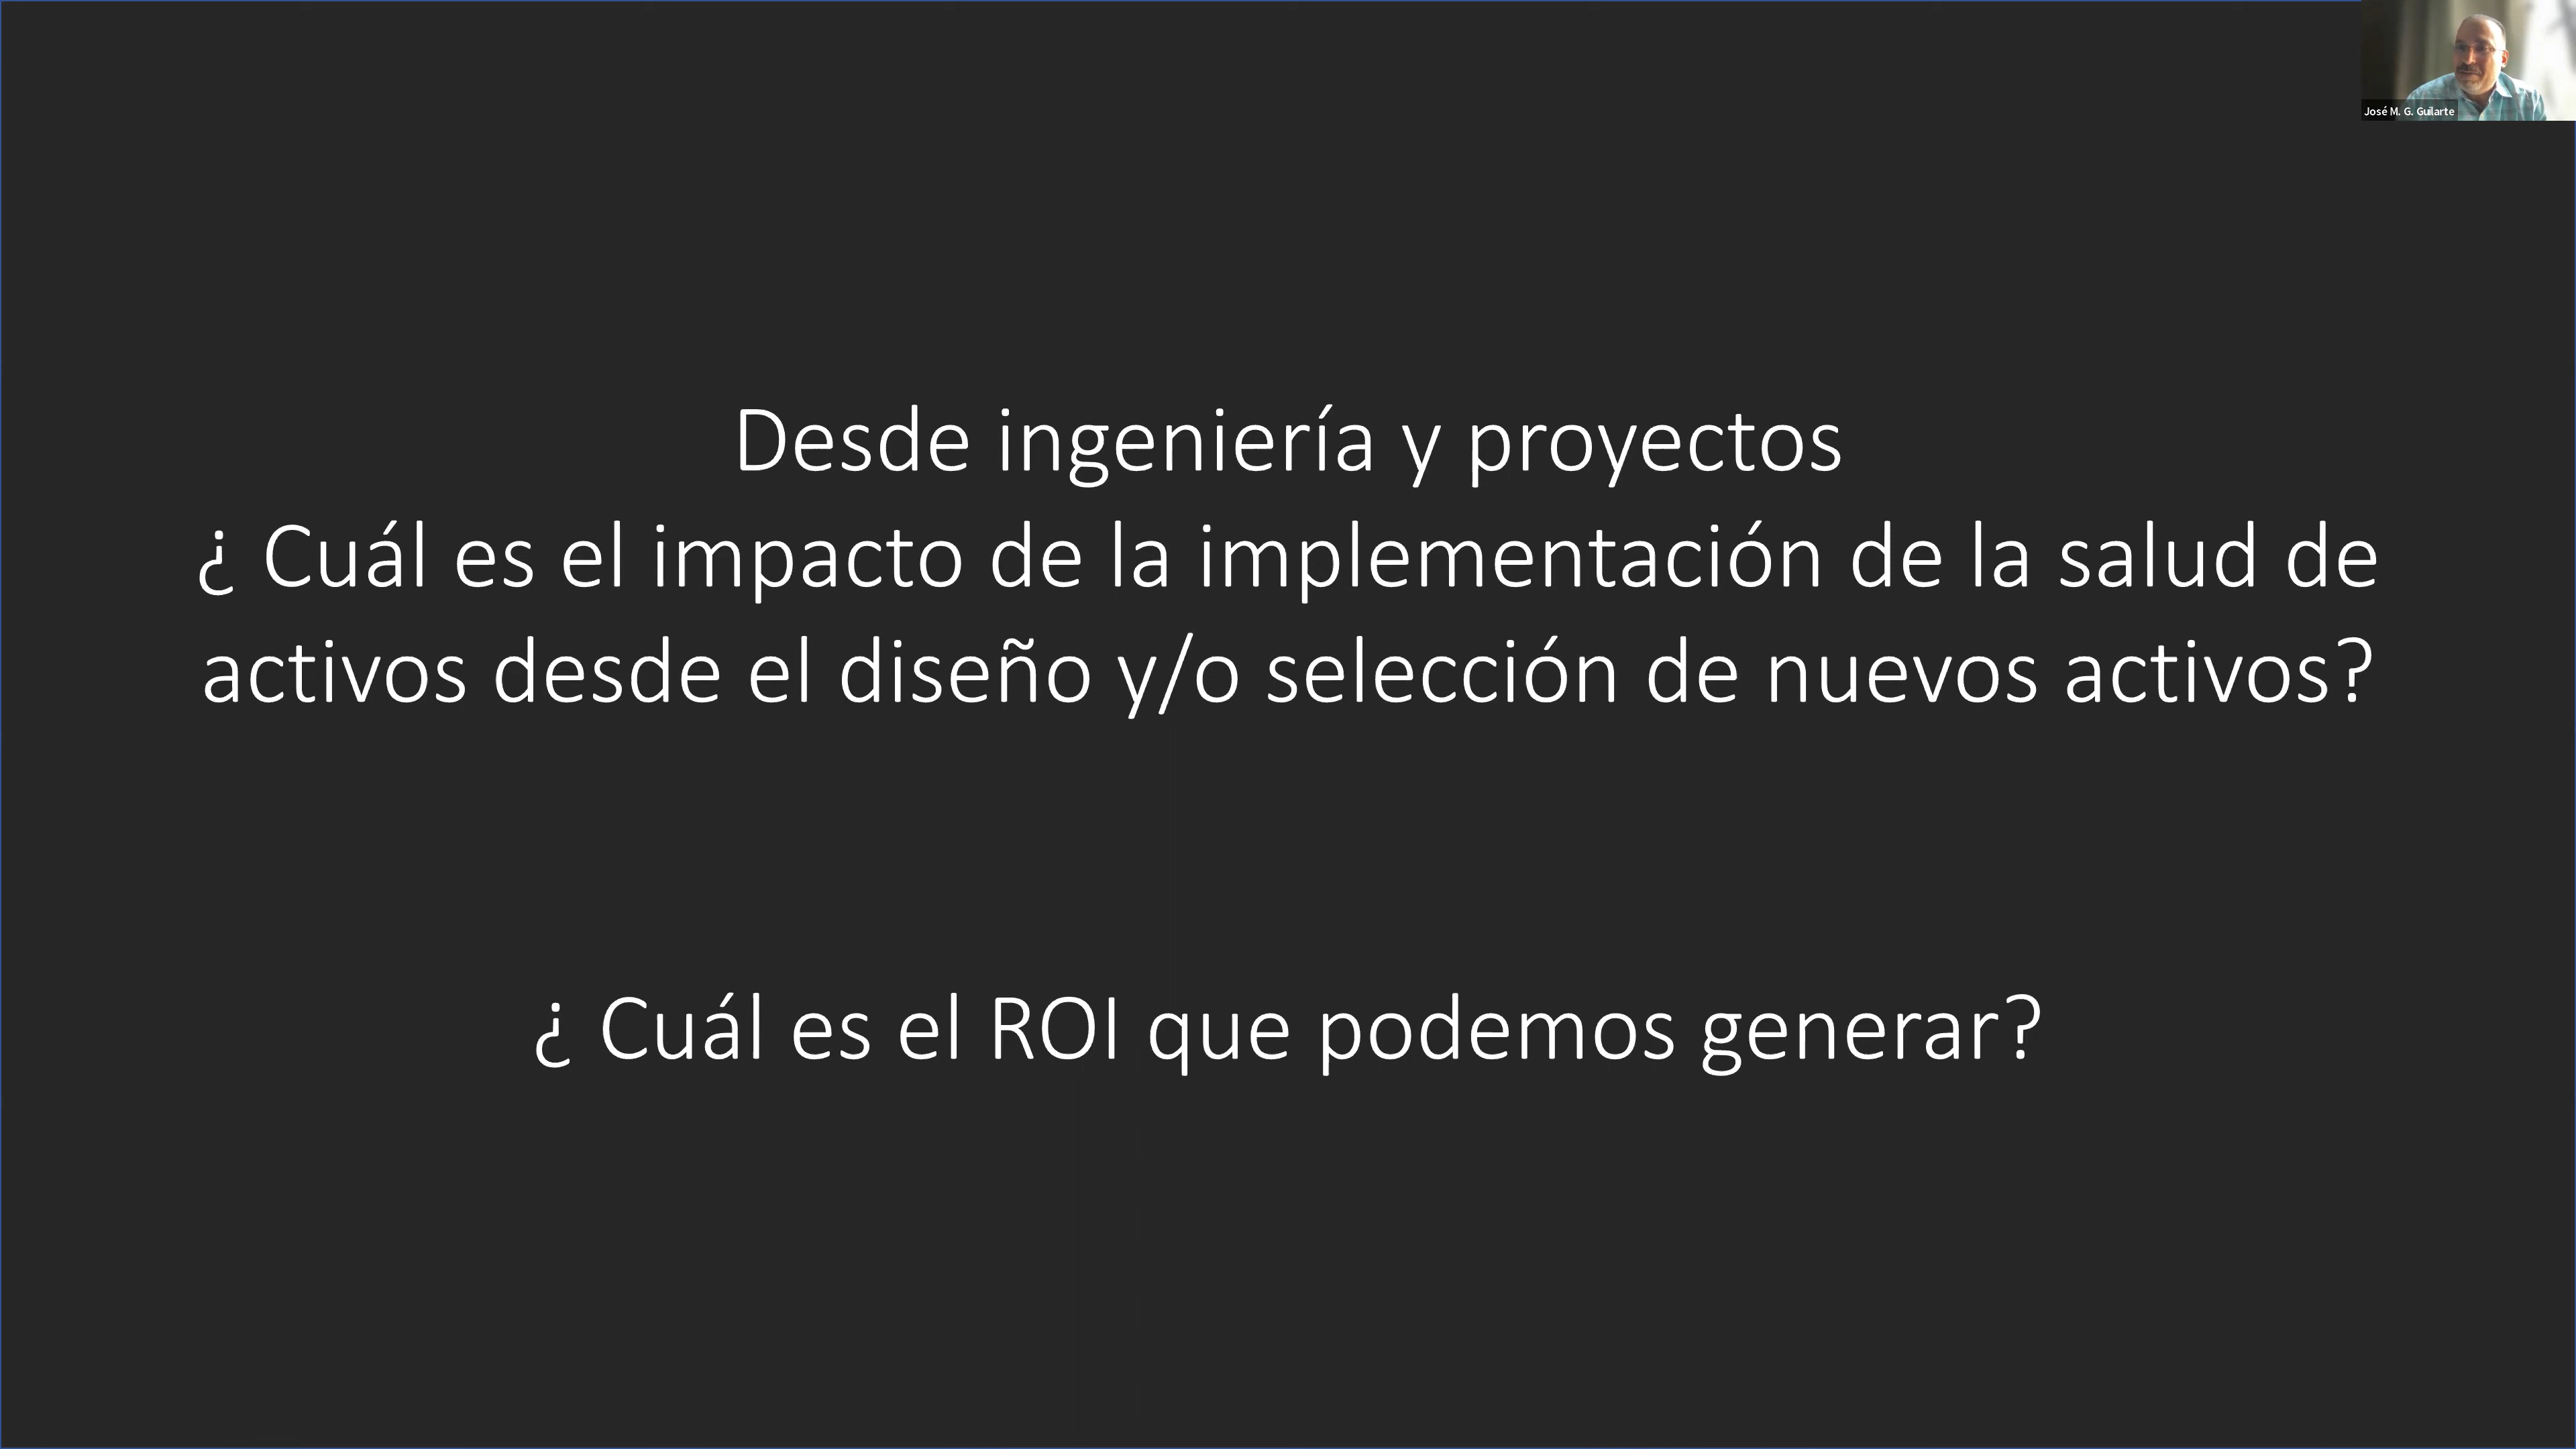 José M. G. Guilarte
Desde ingeniería y proyectos
¿ Cuál es el impacto de la implementación de la salud de
activos desde el diseño y/o selección de nuevos activos?
¿ Cuál es el ROI que podemos generar?